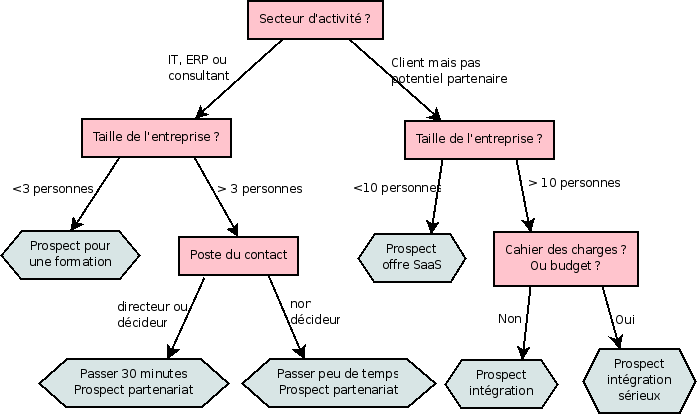 Secteur d'activité ?
IT, ERP ou
consultant
Client mais pas
potentiel partenaire
Taille de l'entreprise ?
Taille de l'entreprise ?
<3 personnes
> 3 personnes
<10 personnes
> 10 personnes
Prospect pour
une formation
Poste du contact
Prospect
offre SaaS
Cahier des charges ?
Ou budget ?
directeur ou
décideur
non
décideur
Non
Oui
Passer 30 minutes
Prospect partenariat
Passer peu de temps
Prospect partenariat
Prospect
intégration
Prospect
intégration
sérieux